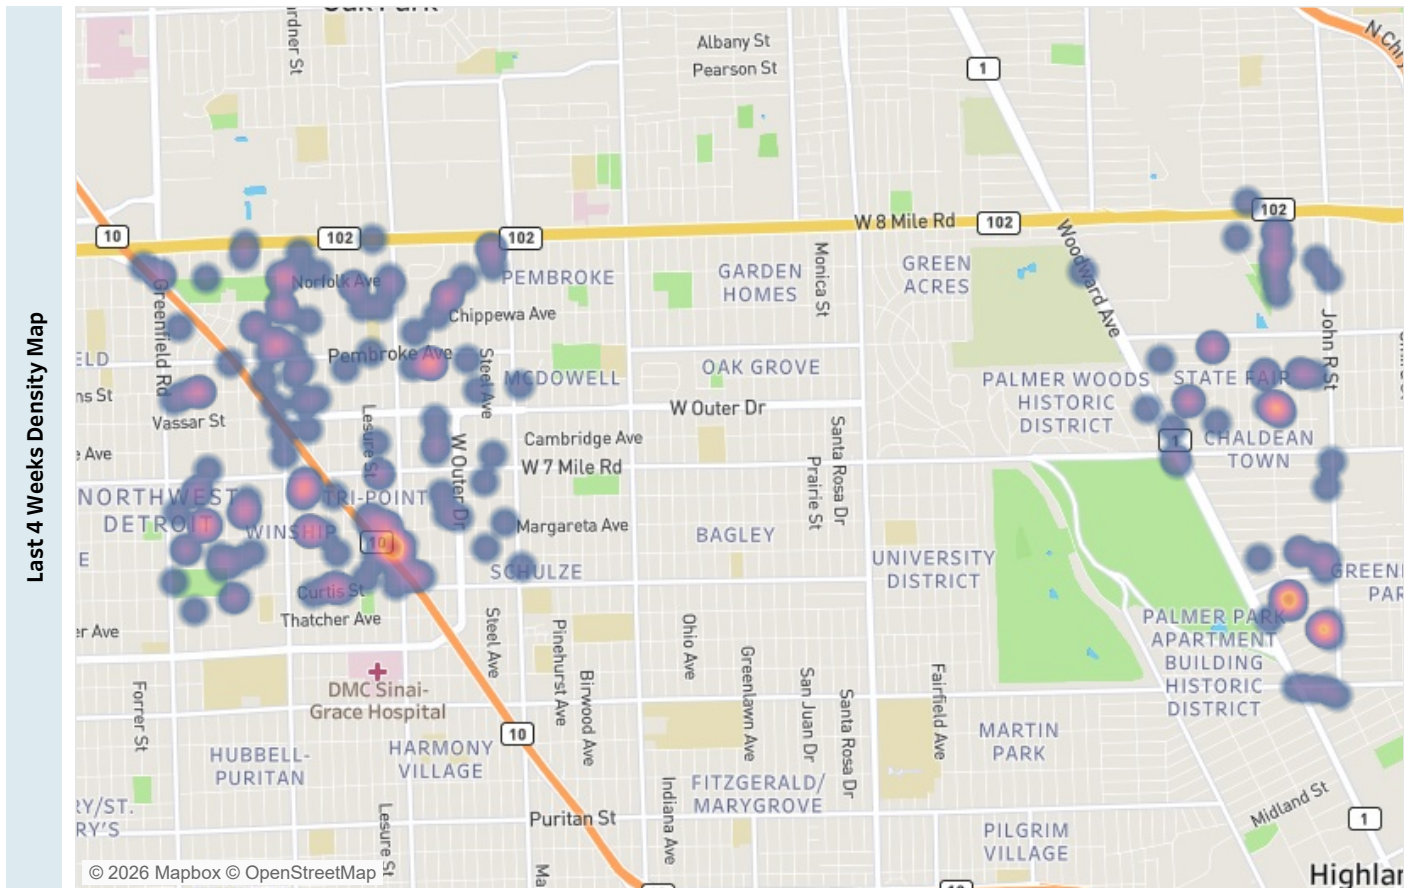 Last 4 Weeks Density Map
Oak Park
Albany St
Pearson St
1
10
102
102
W 8 Mile Rd
102
102
Woodward Ave
Norfolk Ave
PEMBROKE
GARDEN
HOMES
Monica St
GREEN
ACRES
Greenfield Rd
Chippewa Ave
John R St
Pembroke Ave
Steel Ave
MCDOWELL
OAK GROVE
PALMER WOODS
HISTORIC
DISTRICT
STATE FAIR
Vassar St
Lesure St
W Outer Dr
W Outer Dr
Cambridge Ave
W 7 Mile Rd
Santa Rosa Dr
Prairie St
1
CHALDEAN
TOWN
NORTHWEST
DETROIT
TRI-POINT
WINSHIP
10
Margareta Ave
BAGLEY
SCHULZE
UNIVERSITY
DISTRICT
Curtis St
Thatcher Ave
Steel Ave
Pinehurst Ave
Birwood Ave
Ohio Ave
Greenlawn Ave
San Juan Dr
Santa Rosa Dr
Fairfield Ave
PALMER PARK
APARTMENT
BUILDING
HISTORIC
DISTRICT
DMC Sinai-
Grace Hospital
Forrer St
10
HUBBELL-
PURITAN
HARMONY
VILLAGE
MARTIN
PARK
FITZGERALD/
MARYGROVE
Indiana Ave
Lesure St
Puritan St
PILGRIM
VILLAGE
Midland St
1
© 2026 Mapbox © OpenStreetMap